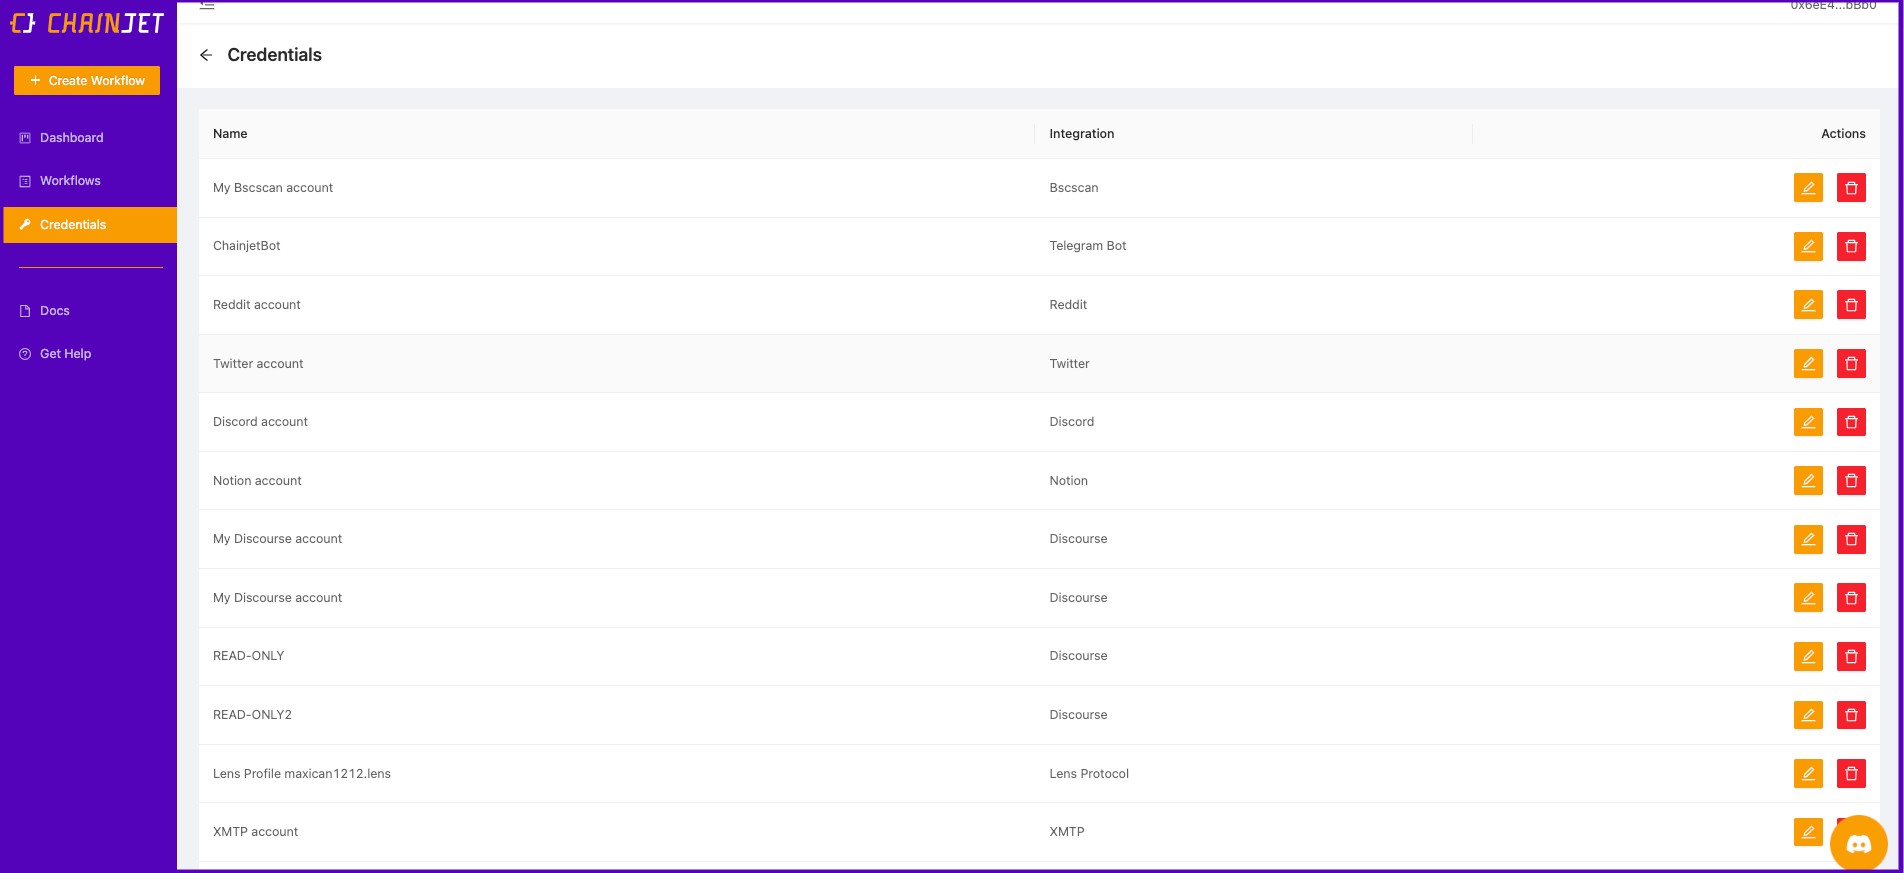 CHAINJET
0x6eE4...bBb0
Create Workflow
Dashboard
Workflows
Credentials
Docs
Get Help
Credentials
Name Integration Actions
My Bscscan account Bscscan
ChainjetBot Telegram Bot
Reddit account Reddit
Twitter account Twitter
Discord account Discord
Notion account Notion
My Discourse account Discourse
My Discourse account Discourse
READ-ONLY Discourse
READ-ONLY2 Discourse
Lens Profile maxican1212.lens Lens Protocol
XMTP account XMTP